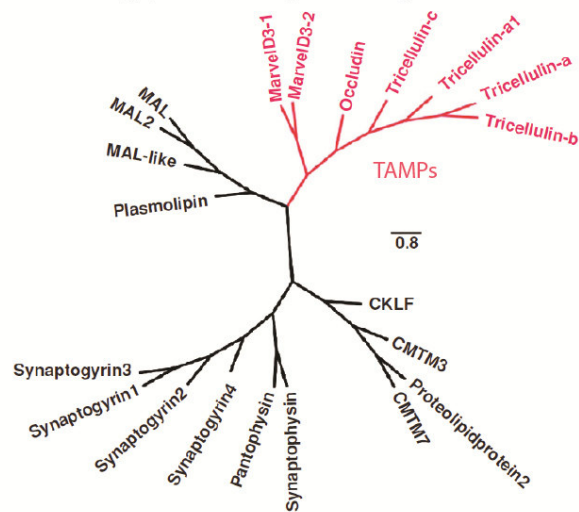 MarvelD3-1
MarvelD3-2
Occludin
Tricellulin-c
Tricellulin-a1
Tricellulin-a
Tricellulin-b
TAMPs
MAL
MAL2
MAL-like
Plasmolipin
0.8
CKLF
CMTM3
Proteolipidprotein2
CMTM7
Synaptogyrin3
Synaptogyrin1
Synaptogyrin2
Synaptogyrin4
Pantophysin
Synaptophysin